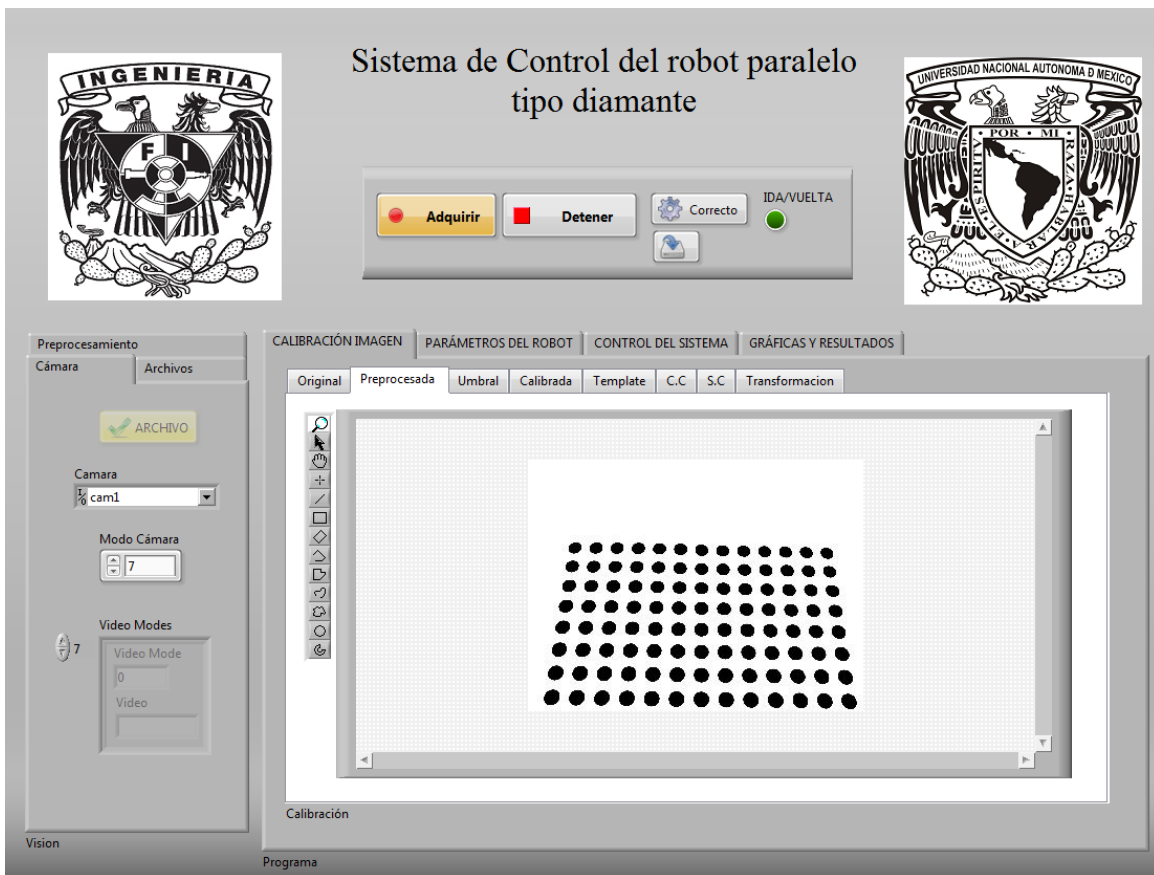 INGENIERIA
F I
Sistema de Control del robot paralelo
tipo diamante
UNIVERSIDAD NACIONAL AUTONOMA D MEXICO
POR • MI
RAZA HABLARA EL ESPIRITU
Adquirir
Detener
Correcto
IDA/VUELTA
Preprocesamiento
Cámara
Archivos
ARCHIVO
Camara
I/O cam1
Modo Cámara
7
Video Modes
7
Video Mode
0
Video
Vision
CALIBRACIÓN IMAGEN
PARÁMETROS DEL ROBOT
CONTROL DEL SISTEMA
GRÁFICAS Y RESULTADOS
Original
Preprocesada
Umbral
Calibrada
Template
C.C
S.C
Transformacion
Calibración
Programa